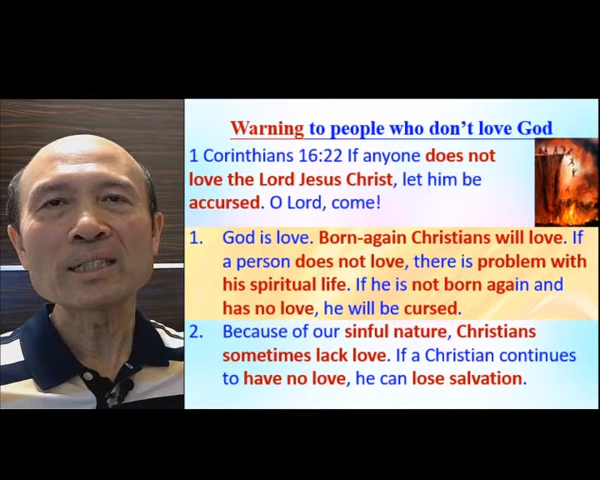 Warning to people who don't love God
1 Corinthians 16:22 If anyone does not
love the Lord Jesus Christ, let him be
accursed. O Lord, come!
1. God is love. Born-again Christians will love. If
a person does not love, there is problem with
his spiritual life. If he is not born again and
has no love, he will be cursed.
2. Because of our sinful nature, Christians
sometimes lack love. If a Christian continues
to have no love, he can lose salvation.